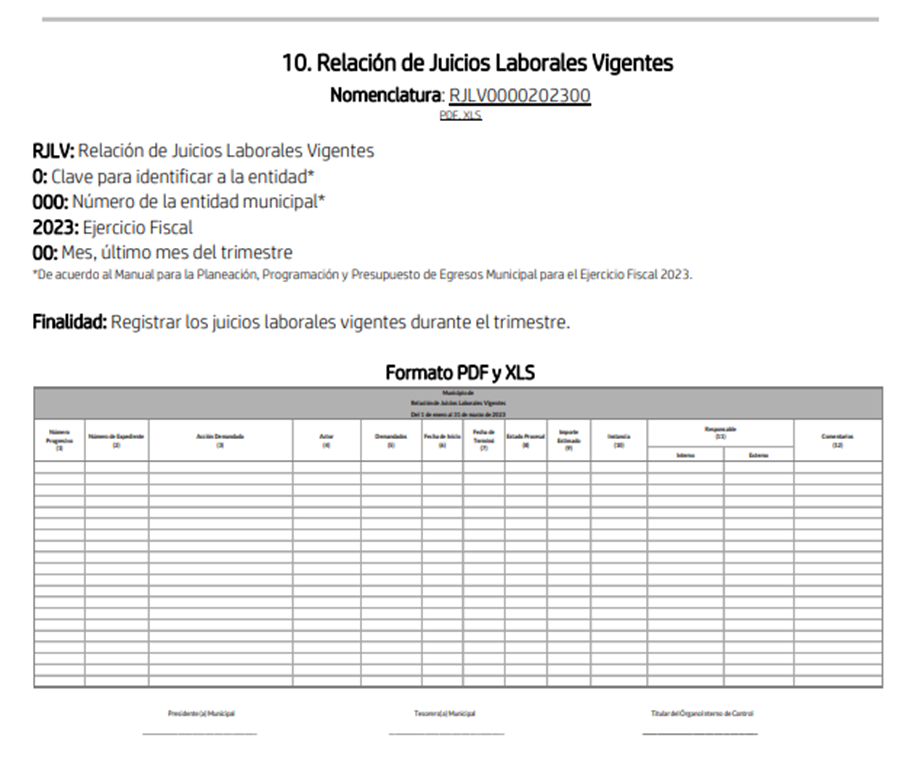 10. Relación de Juicios Laborales Vigentes
Nomenclatura: RJLV0000202300
PDF, XLS
RJLV: Relación de Juicios Laborales Vigentes
0: Clave para identificar a la entidad*
000: Número de la entidad municipal*
2023: Ejercicio Fiscal
00: Mes, último mes del trimestre
*De acuerdo al Manual para la Planeación, Programación y Presupuesto de Egresos Municipal para el Ejercicio Fiscal 2023.
Finalidad: Registrar los juicios laborales vigentes durante el trimestre.
Formato PDF y XLS
Municipio de
Relación de Juicios Laborales Vigentes
Del 1 de enero al 31 de marzo de 2023
Número Progresivo (1)
Número de Expediente (2)
Acción Demandada (3)
Actor (4)
Demandados (5)
Fecha de Inicio (6)
Fecha de Terminó (7)
Estado Procesal (8)
Importe Estimado (9)
Instancia (10)
Responsable (11)
Interno
Externo
Comentarios (12)
Presidente (a) Municipal
Tesorero(a) Municipal
Titular del Órgano Interno de Control